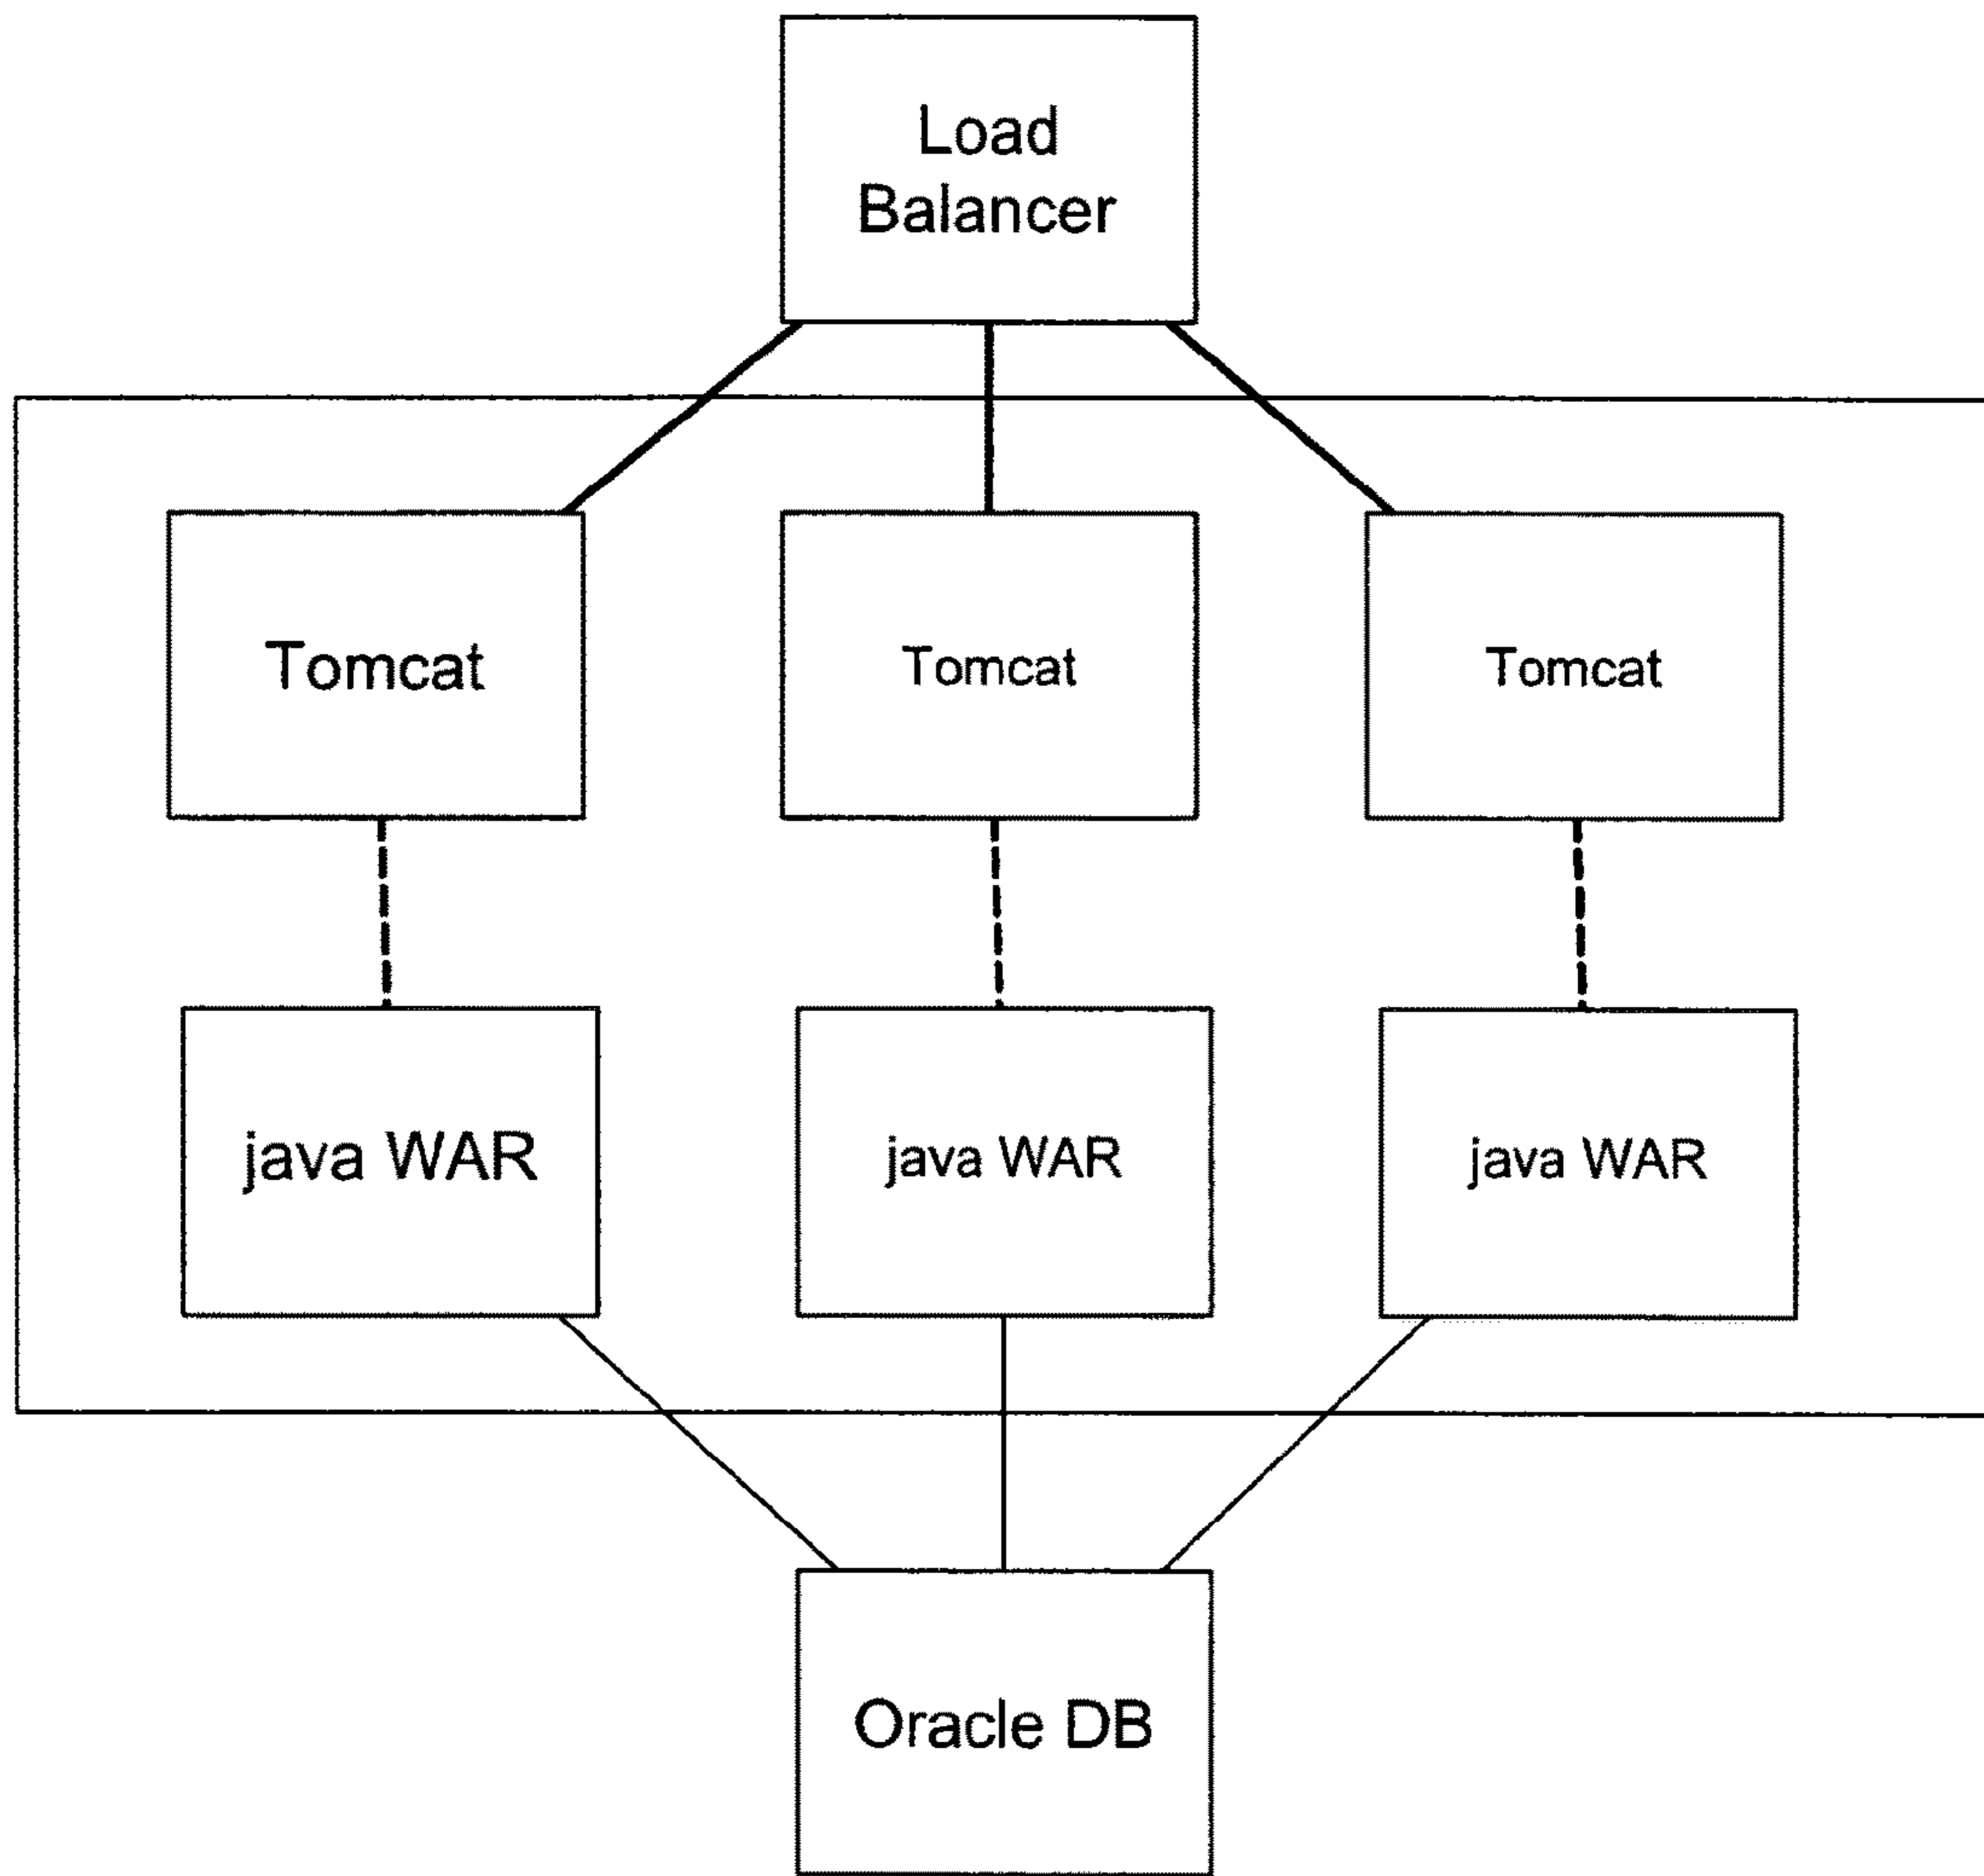 Load
Balancer
Tomcat
Tomcat
Tomcat
java WAR
java WAR
java WAR
Oracle DB